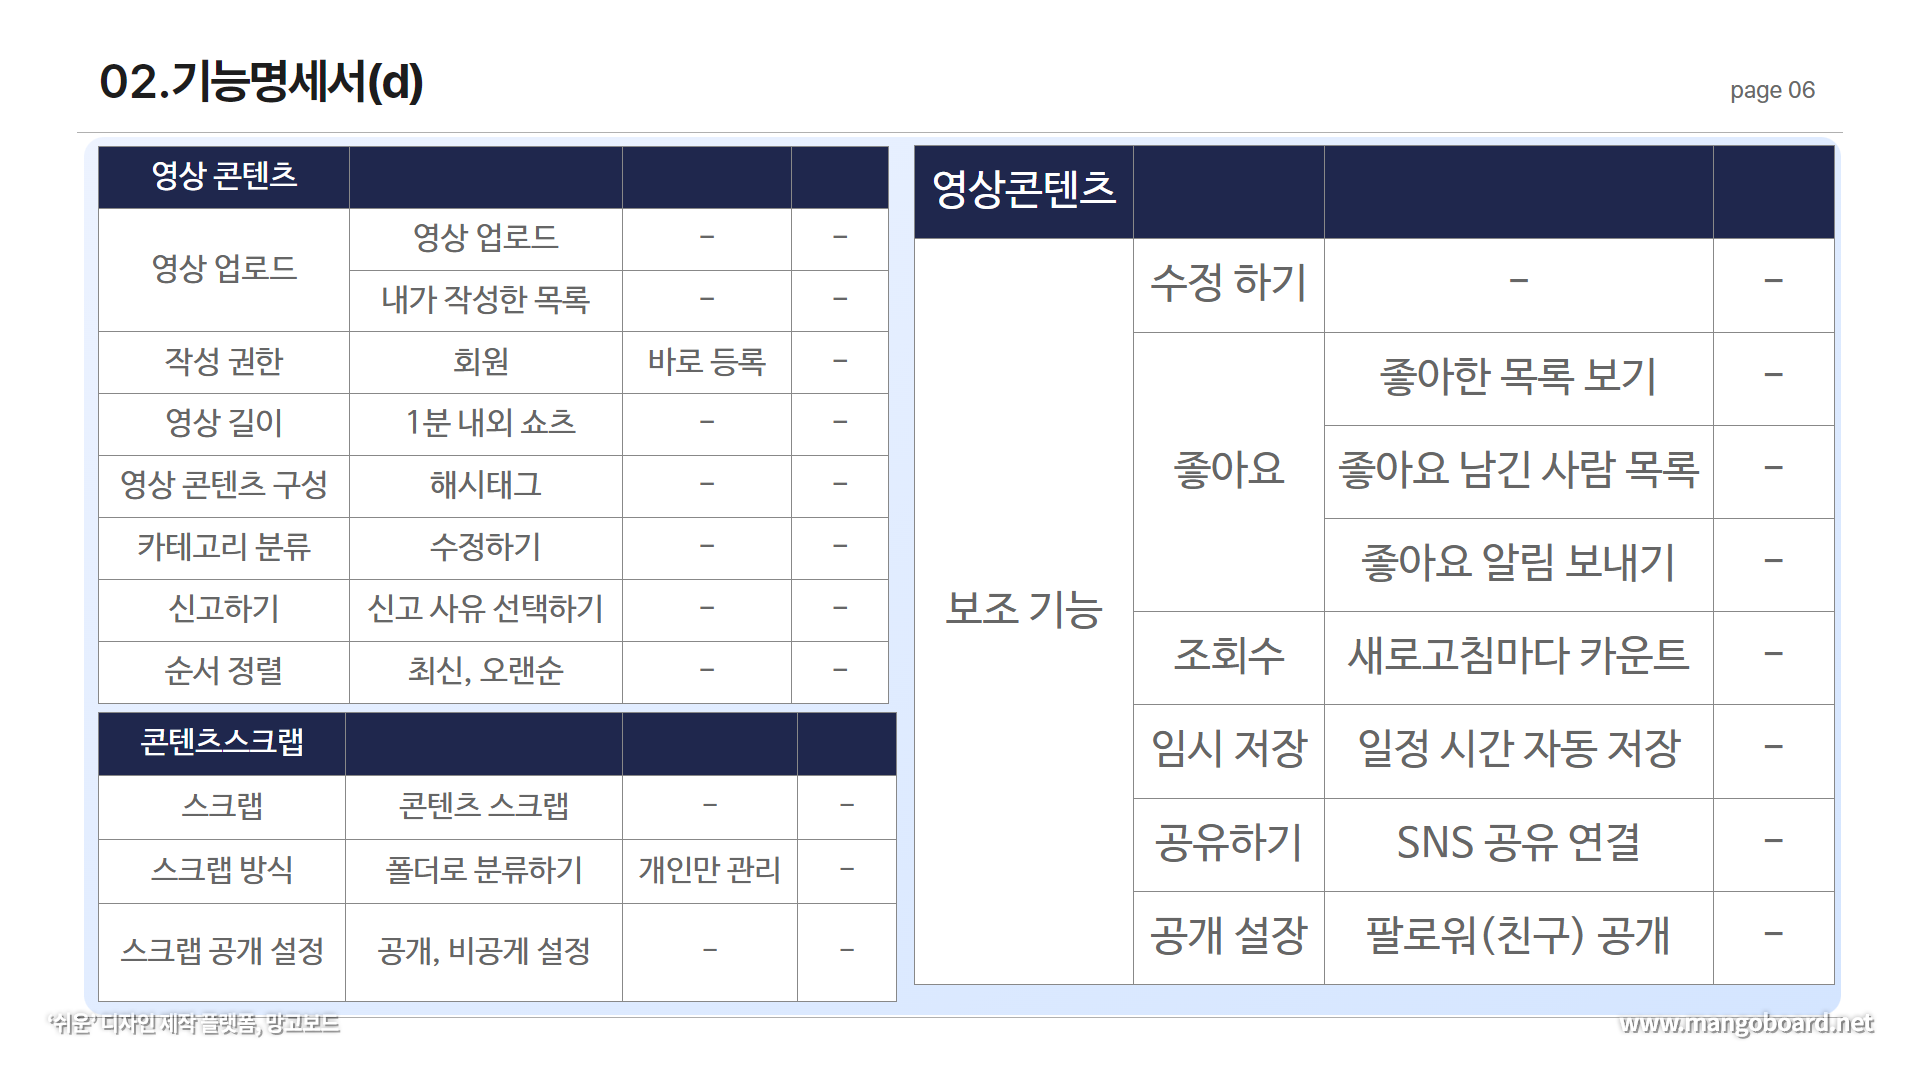 02.기능명세서(d)
page 06
영상 콘텐츠
영상 업로드
영상 업로드 - -
내가 작성한 목록 - -
작성 권한 회원 바로 등록 -
영상 길이 1분 내외 쇼츠 - -
영상 콘텐츠 구성 해시태그 - -
카테고리 분류 수정하기 - -
신고하기 신고 사유 선택하기 - -
순서 정렬 최신, 오랜순 - -
콘텐츠스크랩
스크랩 콘텐츠 스크랩 - -
스크랩 방식 폴더로 분류하기 개인만 관리 -
스크랩 공개 설정 공개, 비공게 설정 - -
영상콘텐츠
보조 기능
수정 하기 - -
좋아요
좋아한 목록 보기 -
좋아요 남긴 사람 목록 -
좋아요 알림 보내기 -
조회수 새로고침마다 카운트 -
임시 저장 일정 시간 자동 저장 -
공유하기 SNS 공유 연결 -
공개 설장 팔로워(친구) 공개 -
'쉬운' 디자인 제작 플랫폼, 망고보드
www.mangoboard.net